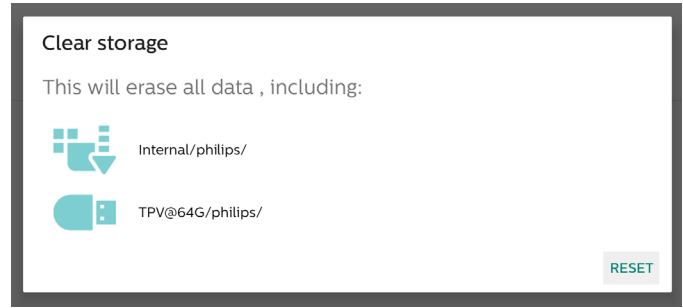 Clear storage
This will erase all data , including:
Internal/philips/
TPV@64G/philips/
RESET